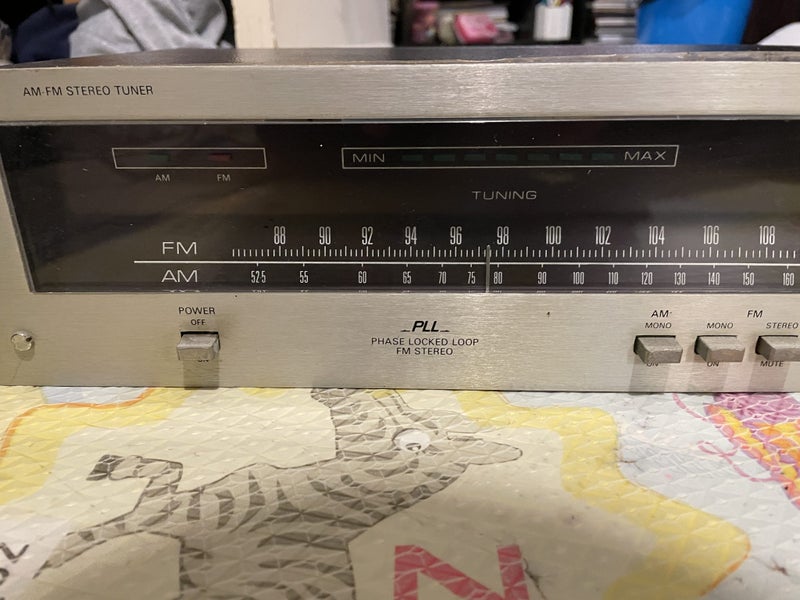 AM-FM STEREO TUNER
MIN MAX
AM FM
TUNING
FM 88 90 92 94 96 98 100 102 104 106 108
AM 52.5 55 60 65 70 75 80 90 100 110 120 130 140 150 160
POWER
OFF
PLL
PHASE LOCKED LOOP
FM STEREO
AM FM
MONO MONO STEREO
ON ON MUTE
N